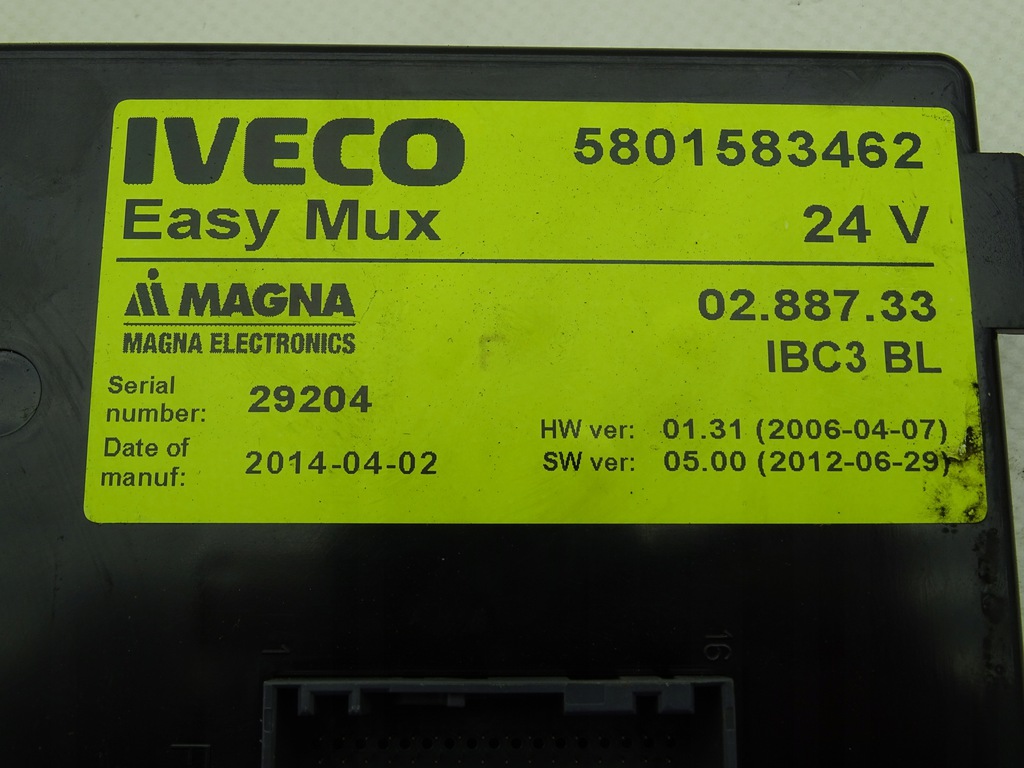 IVECO 5801583462
Easy Mux 24 V
MAGNA 02.887.33
MAGNA ELECTRONICS IBC3 BL
Serial
number: 29204
Date of
manuf: 2014-04-02
HW ver: 01.31 (2006-04-07)
SW ver: 05.00 (2012-06-29)
1 16